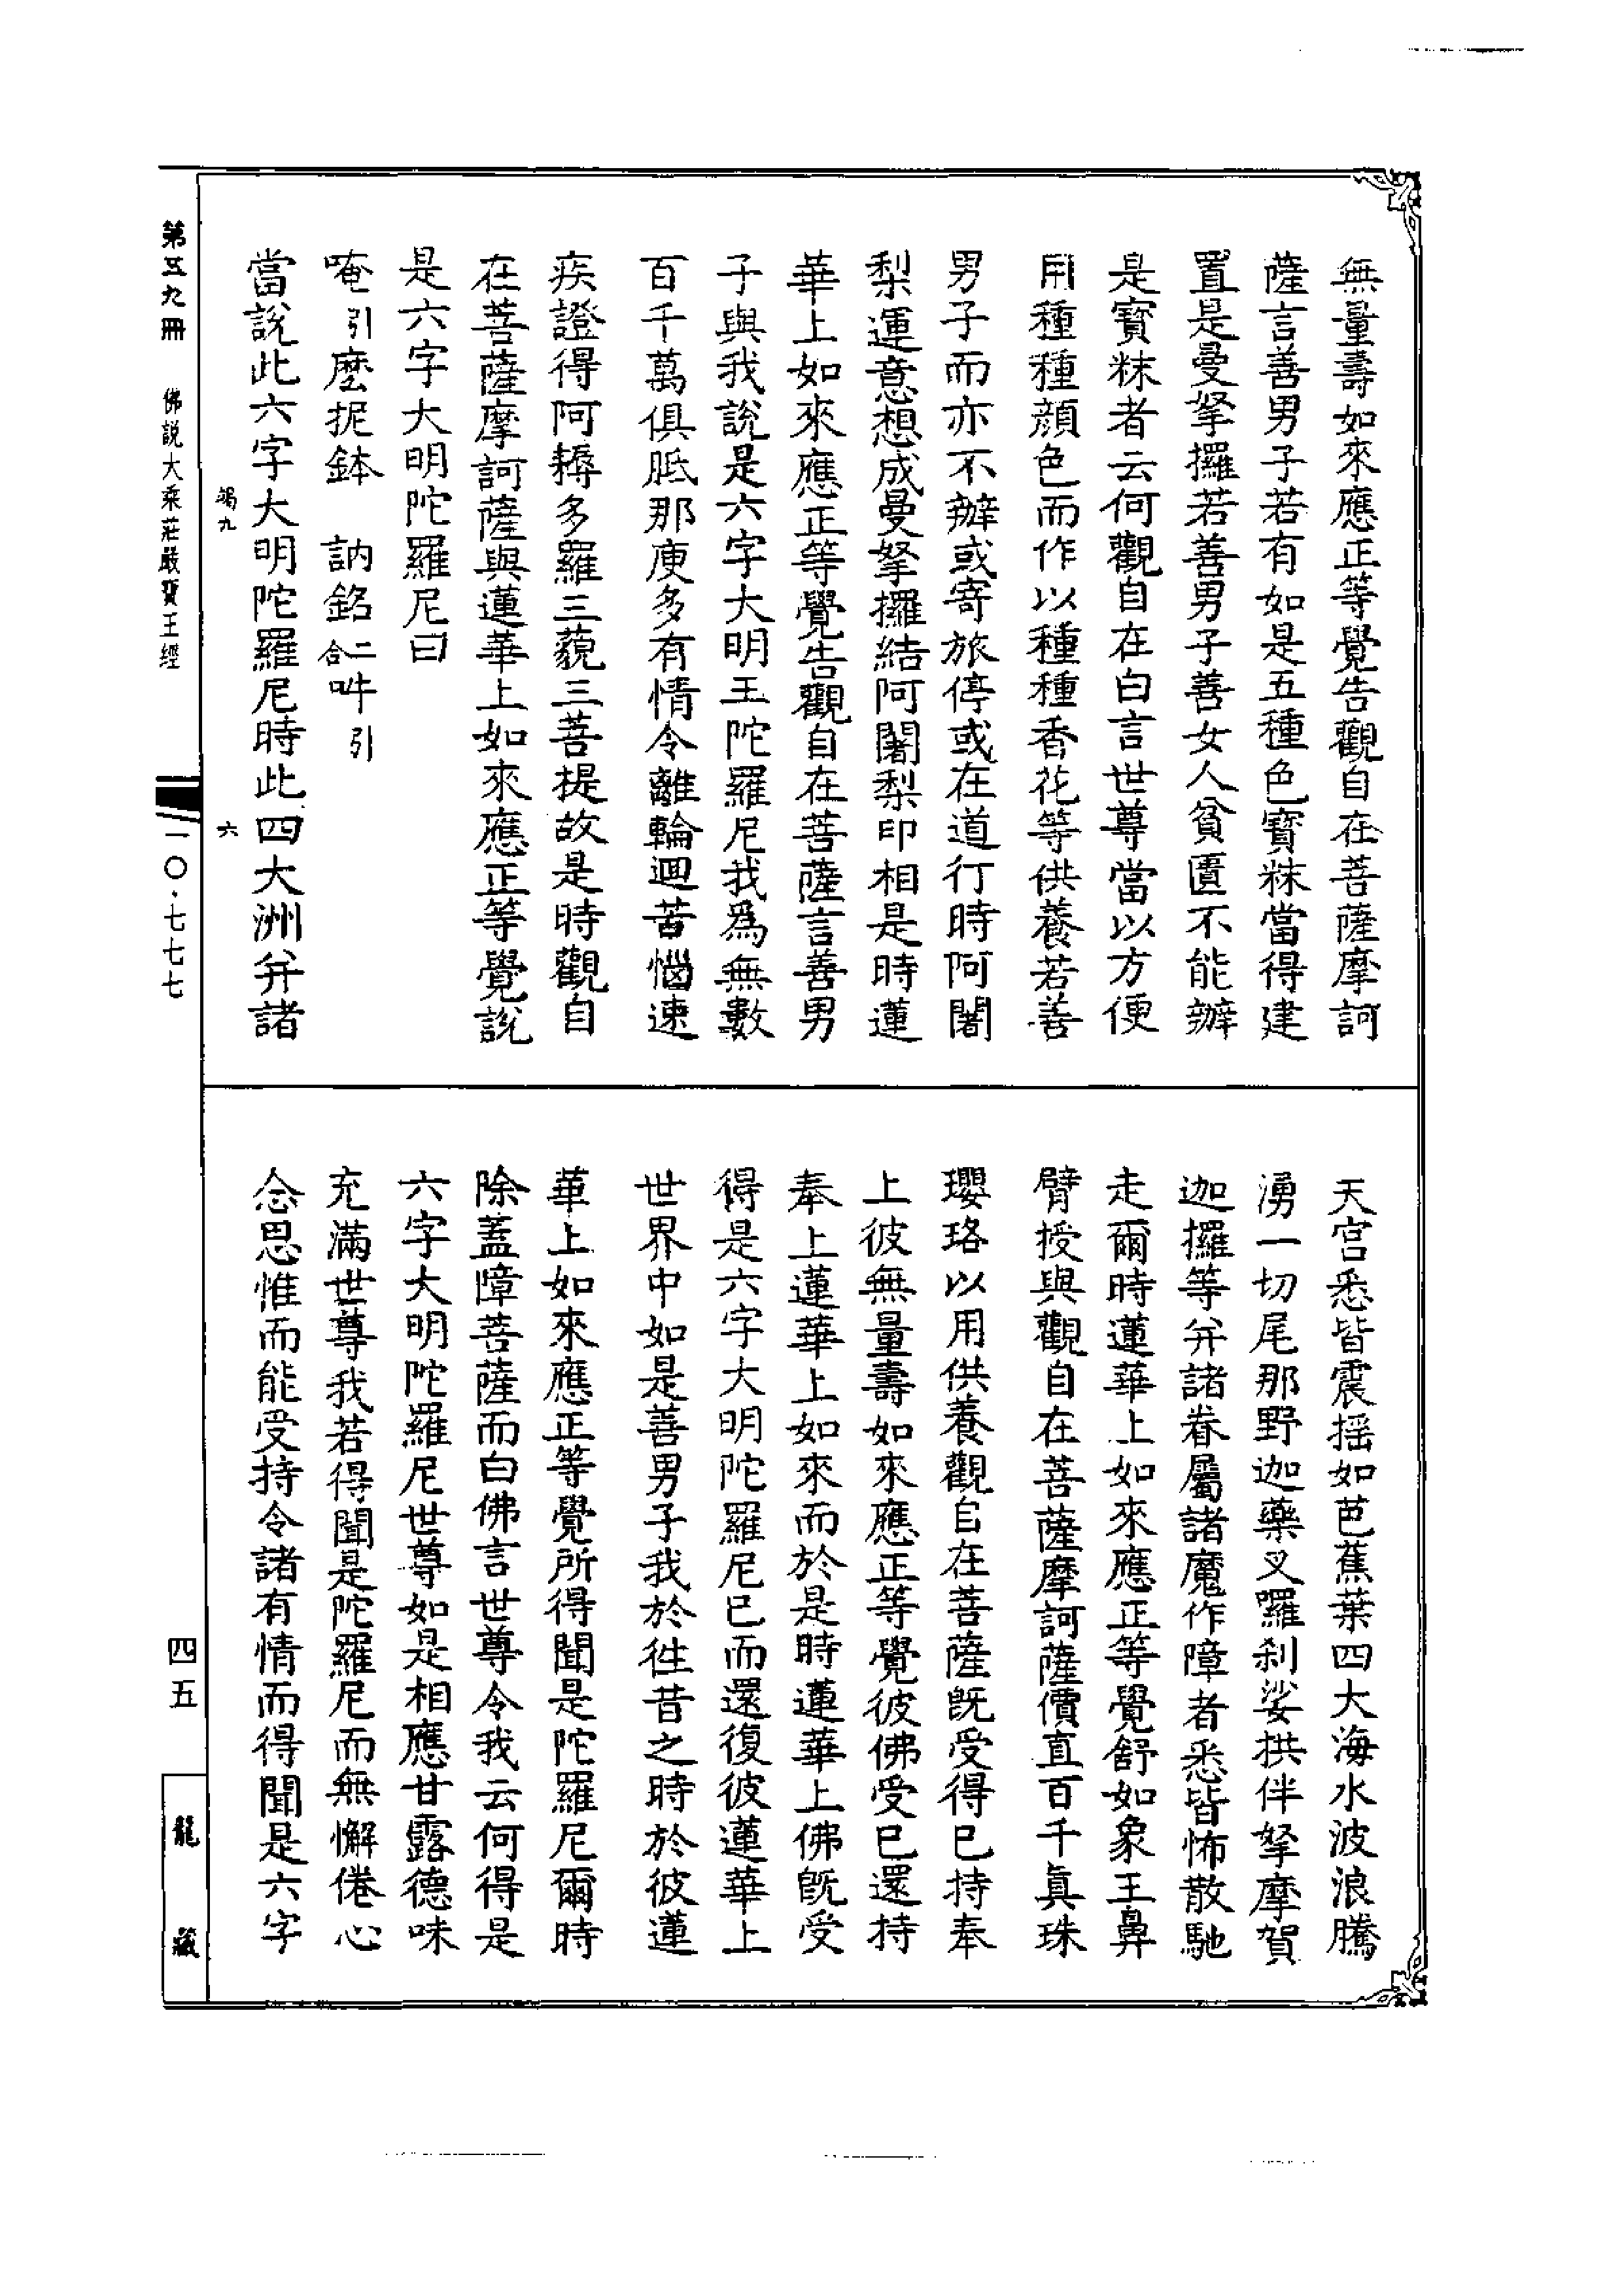 無量壽如來應正等覺告觀自在菩薩摩訶
薩言善男子若有如是五種色寶粖當得建
置是曼拏攞若善男子善女人貧匱不能辦
是寶粖者云何觀自在白言世尊當以方便
用種種顏色而作以種種香花等供養若善
男子而亦不辦或寄旅停或在道行時阿闍
梨運意想成曼拏攞結阿闍梨印相是時蓮
華上如來應正等覺告觀自在菩薩言善男
子與我說是六字大明王陀羅尼我為無數
百千萬俱胝那庾多有情令離輪迴苦惱速
疾證得阿耨多羅三藐三菩提故是時觀自
在菩薩摩訶薩與蓮華上如來應正等覺說
是六字大明陀羅尼曰
唵引麼抳鉢 訥銘二合吽引
當說此六字大明陀羅尼時此四大洲并諸
竭九 六
天宮悉皆震搖如芭蕉葉四大海水波浪騰
湧一切尾那野迦藥叉囉剎娑拱伴拏摩賀
迦攞等并諸眷屬諸魔作障者悉皆怖散馳
走爾時蓮華上如來應正等覺舒如象王鼻
臂授與觀自在菩薩摩訶薩價直百千真珠
瓔珞以用供養觀自在菩薩既受得已持奉
上彼無量壽如來應正等覺彼佛受已還持
奉上蓮華上如來而於是時蓮華上佛既受
得是六字大明陀羅尼已而還復彼蓮華上
世界中如是善男子我於往昔之時於彼蓮
華上如來應正等覺所得聞是陀羅尼爾時
除蓋障菩薩而白佛言世尊令我云何得是
六字大明陀羅尼世尊如是相應甘露德味
充滿世尊我若得聞是陀羅尼而無懈倦心
念思惟而能受持令諸有情而得聞是六字
第五九冊 佛說大乘莊嚴寶王經 一〇·七七七 四五 龍藏